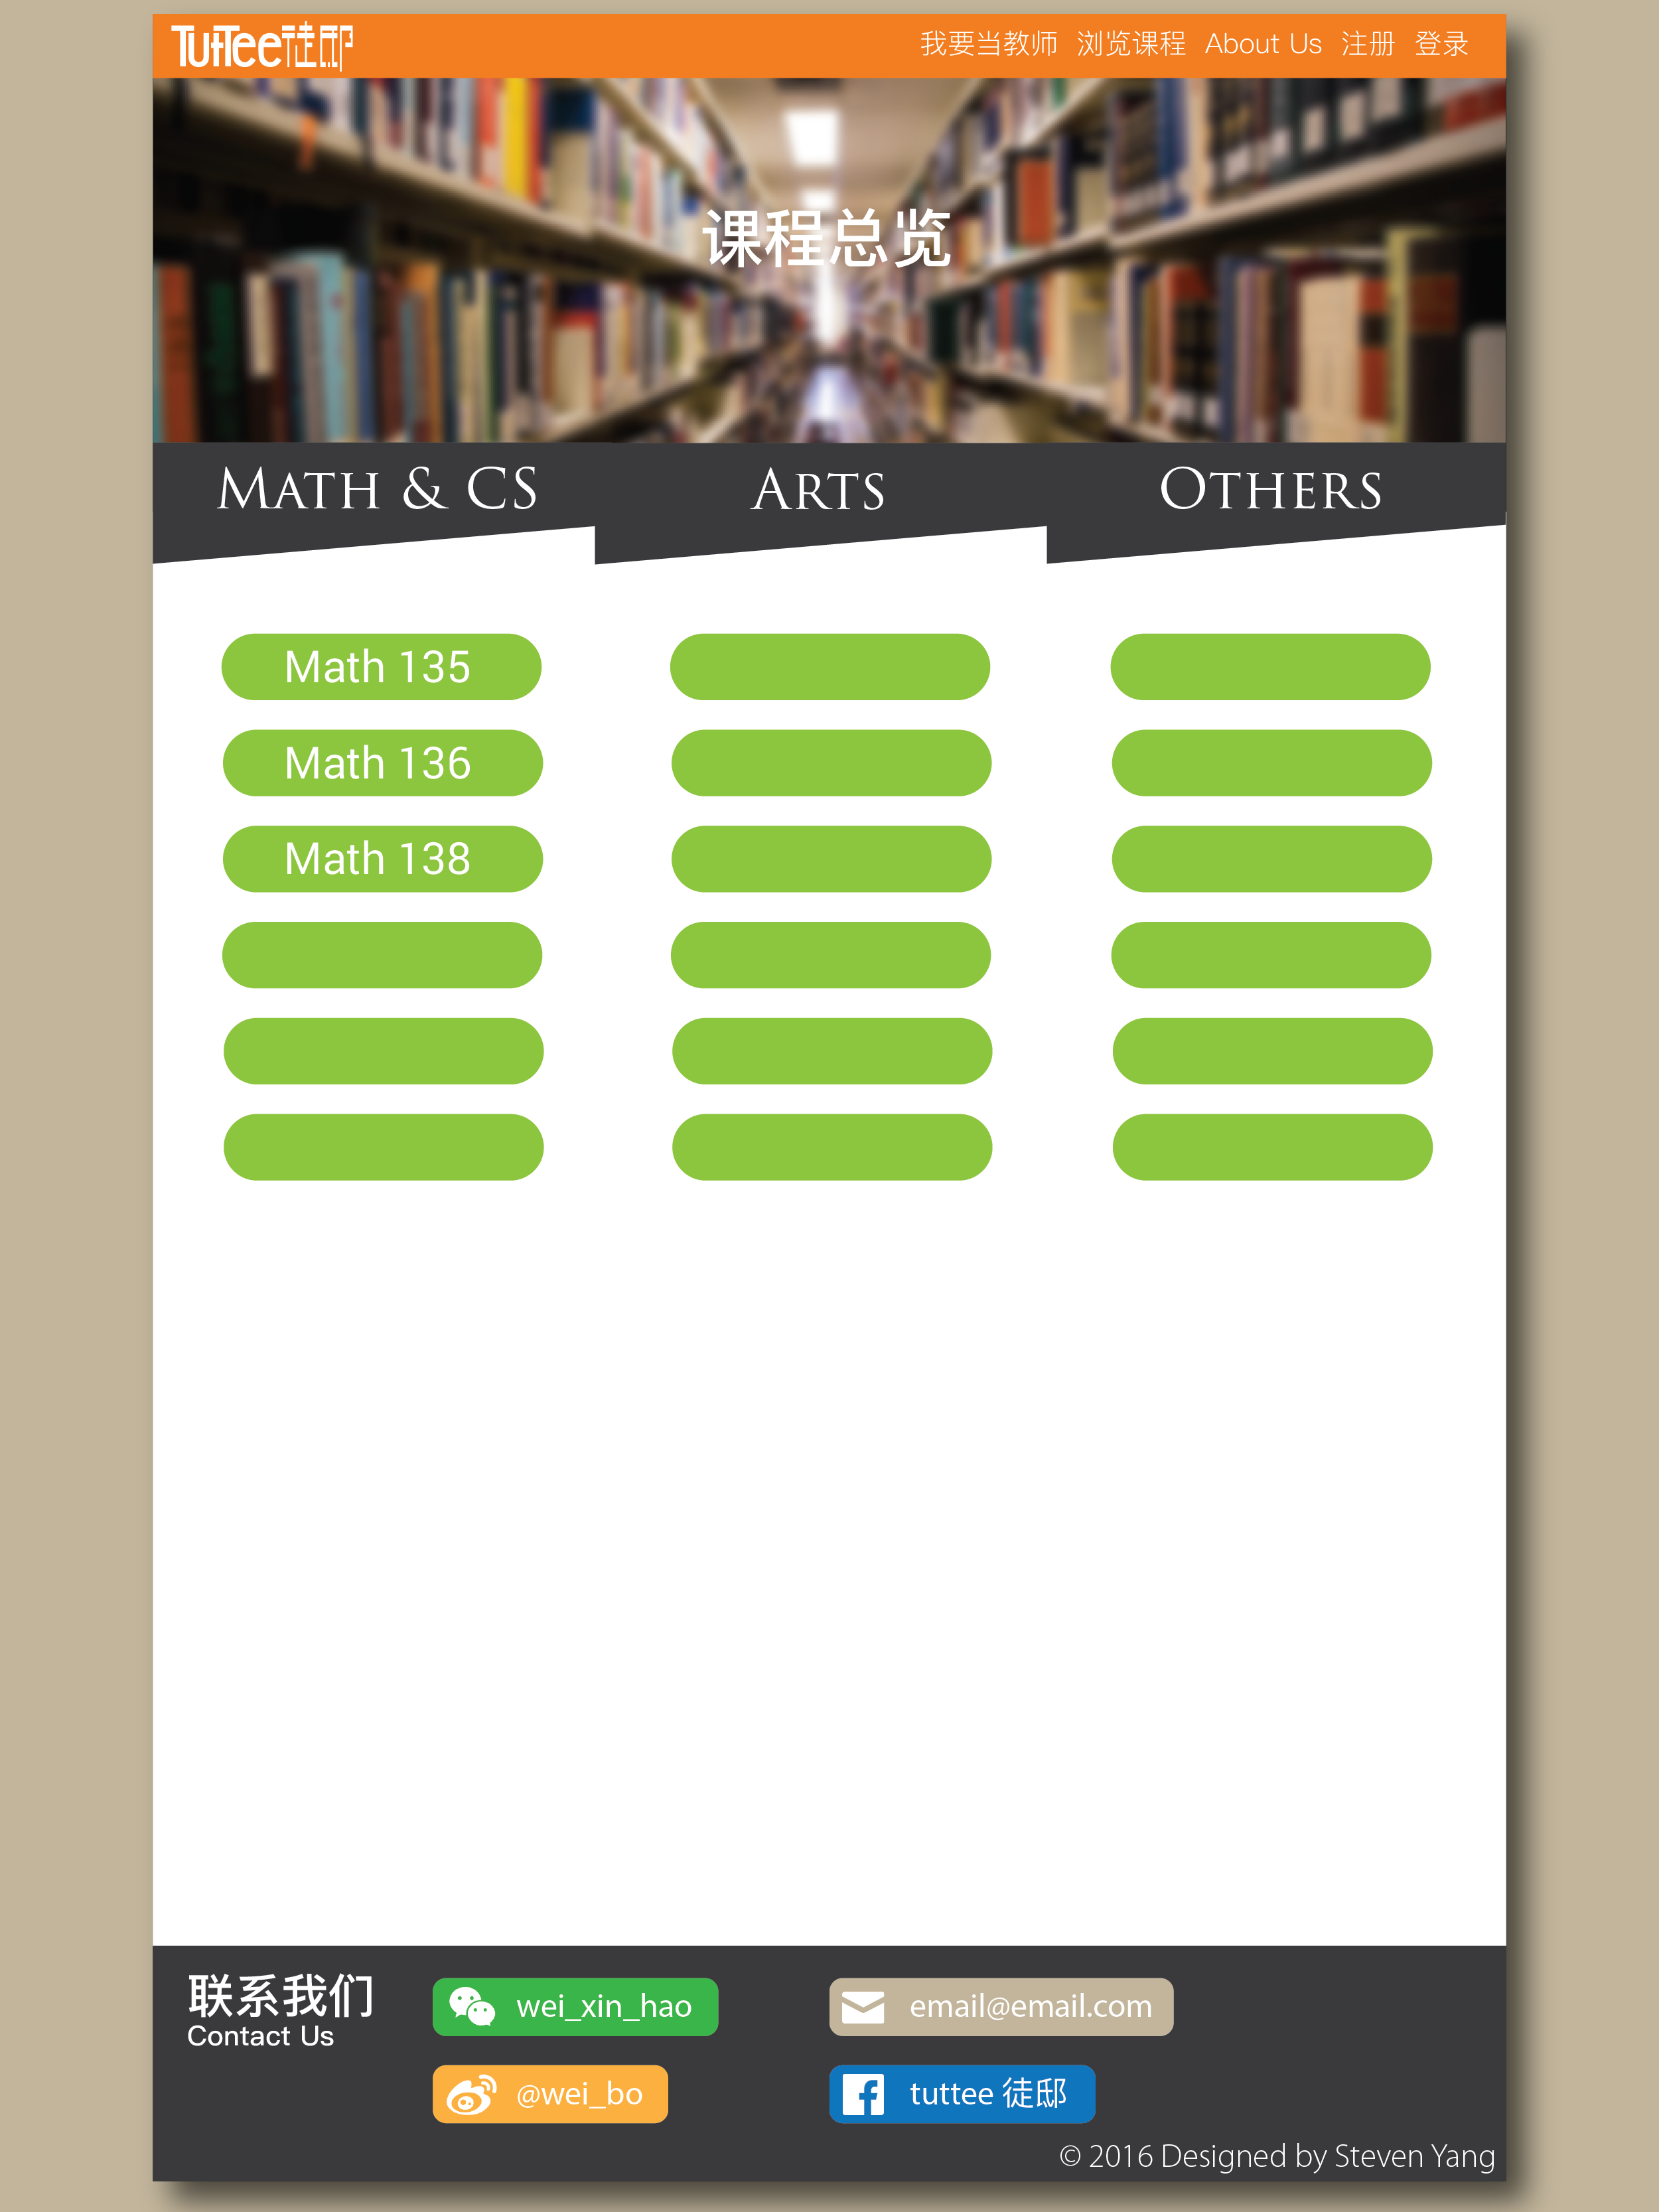 TutTee徒邸
我要当教师 浏览课程 About Us 注册 登录
课程总览
Math & CS
Arts
Others
Math 135
Math 136
Math 138
联系我们
Contact Us
wei_xin_hao
email@email.com
@wei_bo
tuttee 徒邸
© 2016 Designed by Steven Yang